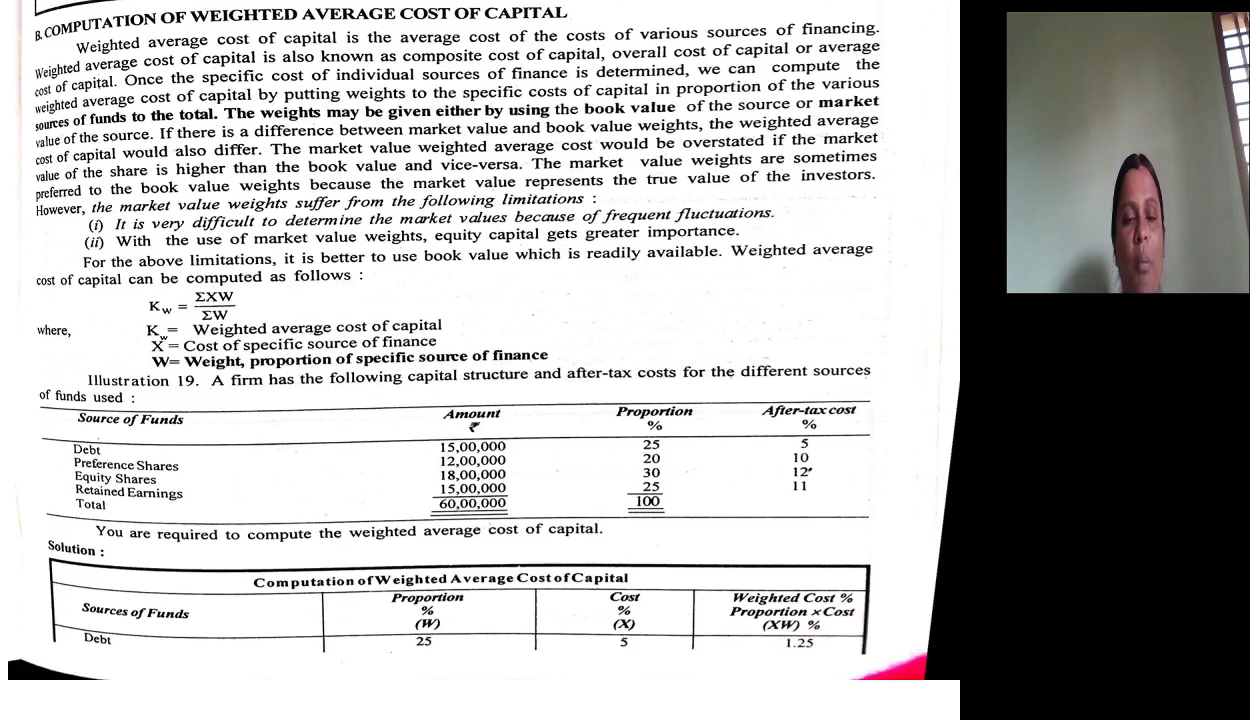 B. COMPUTATION OF WEIGHTED AVERAGE COST OF CAPITAL
Weighted average cost of capital is the average cost of the costs of various sources of financing.
Weighted average cost of capital is also known as composite cost of capital, overall cost of capital or average
cost of capital. Once the specific cost of individual sources of finance is determined, we can compute the
weighted average cost of capital by putting weights to the specific costs of capital in proportion of the various
sources of funds to the total. The weights may be given either by using the book value of the source or market
value of the source. If there is a difference between market value and book value weights, the weighted average
cost of capital would also differ. The market value weighted average cost would be overstated if the market
value of the share is higher than the book value and vice-versa. The market value weights are sometimes
preferred to the book value weights because the market value represents the true value of the investors.
However, the market value weights suffer from the following limitations :
(i) It is very difficult to determine the market values because of frequent fluctuations.
(ii) With the use of market value weights, equity capital gets greater importance.
For the above limitations, it is better to use book value which is readily available. Weighted average
cost of capital can be computed as follows :
K_w = ΣXW / ΣW
where, K_w = Weighted average cost of capital
X = Cost of specific source of finance
W= Weight, proportion of specific source of finance
Illustration 19. A firm has the following capital structure and after-tax costs for the different sources
of funds used :
Source of Funds Amount Proportion After-tax cost
₹ % %
Debt 15,00,000 25 5
Preference Shares 12,00,000 20 10
Equity Shares 18,00,000 30 12
Retained Earnings 15,00,000 25 11
Total 60,00,000 100
You are required to compute the weighted average cost of capital.
Solution :
Computation of Weighted Average Cost of Capital
Sources of Funds Proportion Cost Weighted Cost %
% % Proportion × Cost
(W) (X) (XW) %
Debt 25 5 1.25